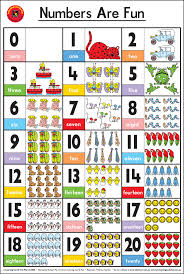 Numbers Are Fun
0 1 2
zero one two
3 4 5
three four five
6 7 8
six seven eight
9 10 11
nine ten eleven
12 13 14
twelve thirteen fourteen
15 16 17
fifteen sixteen seventeen
18 19 20
eighteen nineteen twenty